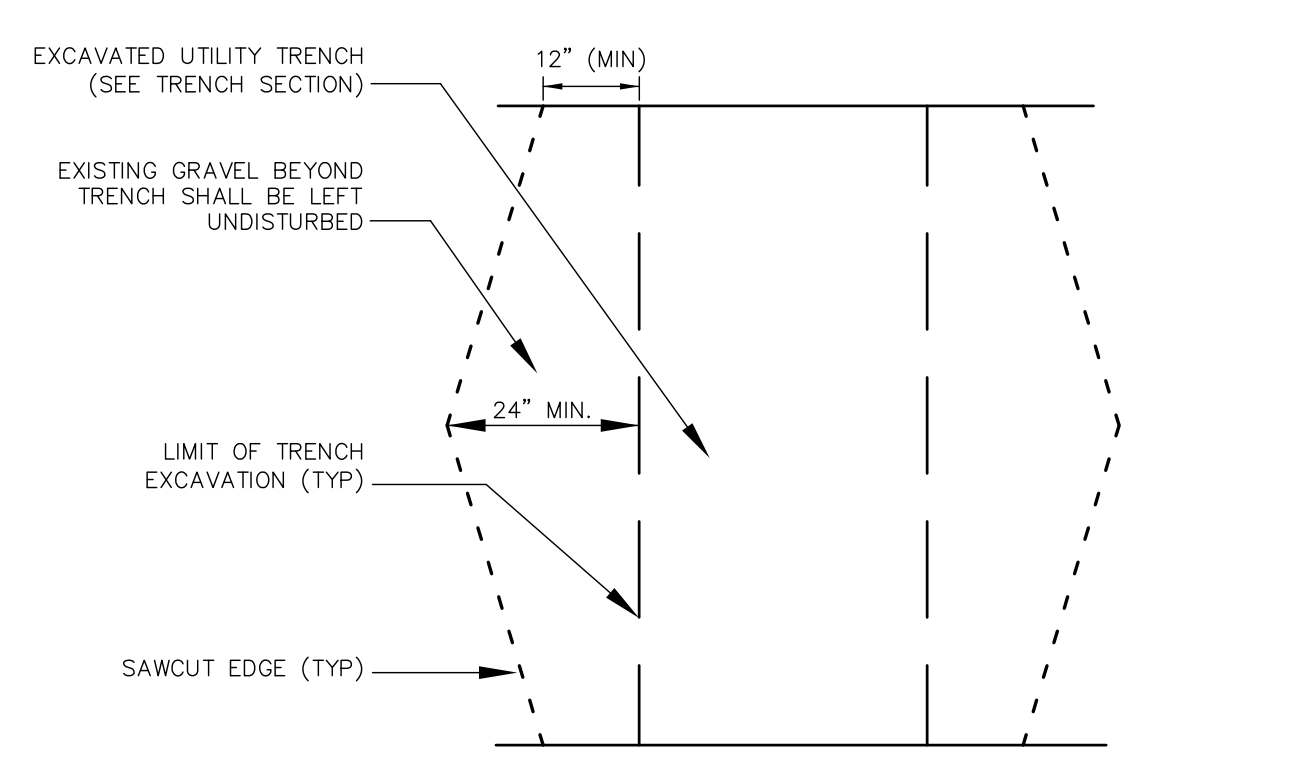 EXCAVATED UTILITY TRENCH
(SEE TRENCH SECTION)
12” (MIN)
EXISTING GRAVEL BEYOND
TRENCH SHALL BE LEFT
UNDISTURBED
24” MIN.
LIMIT OF TRENCH
EXCAVATION (TYP)
SAWCUT EDGE (TYP)